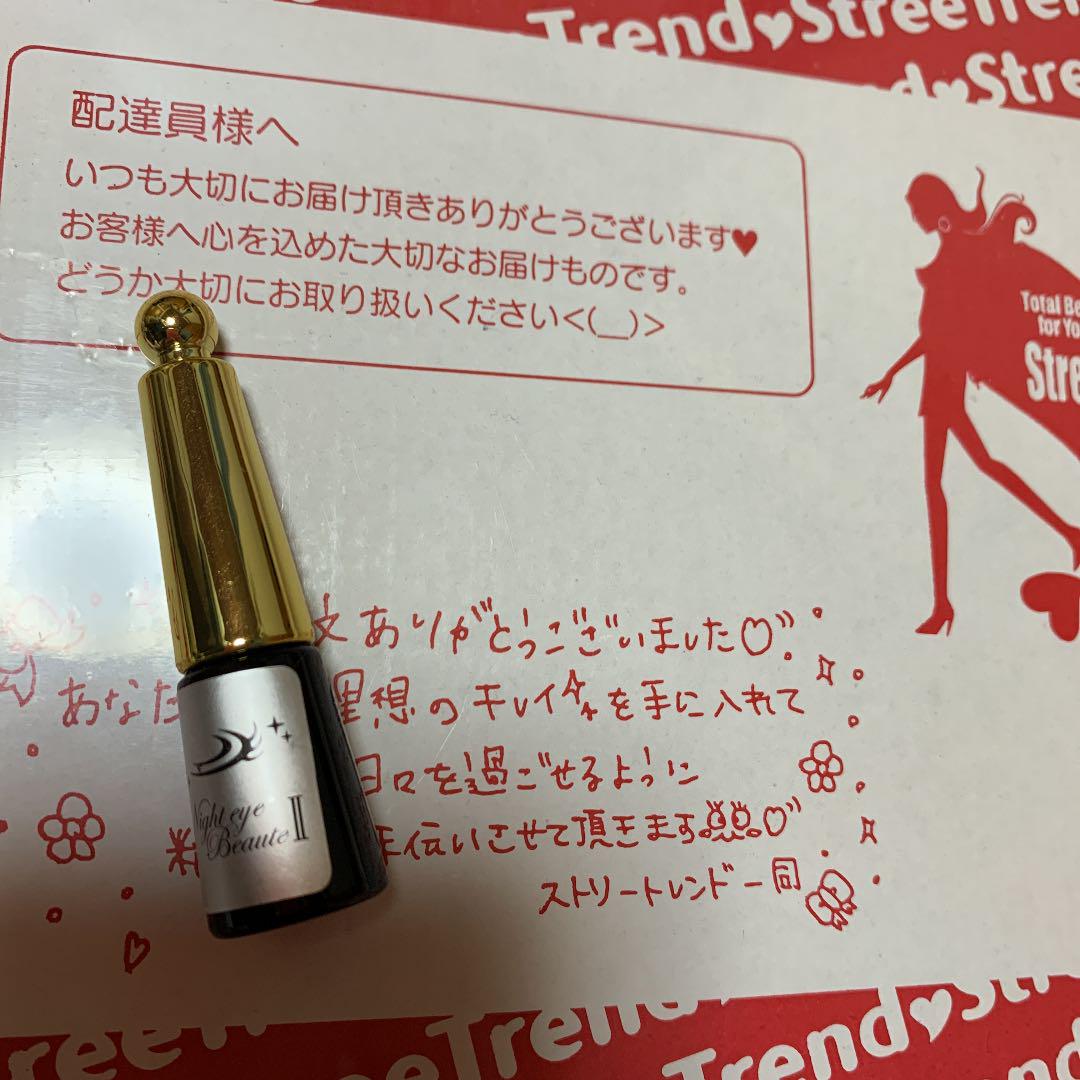 Trend♥Stree
Stre
配達員様へ
いつも大切にお届け頂きありがとうございます♥
お客様へ心を込めた大切なお届けものです。
どうか大切にお取り扱いください<(__)>
Total Be
for Yo
Stre
ありがとうございました♡
あなた 理想のキレイを手に入れて
日々を過ごせるように
伝いさせて頂きます♡
ストリートレンド一同
Night eye
Beaute II
Trend♥St
Trend